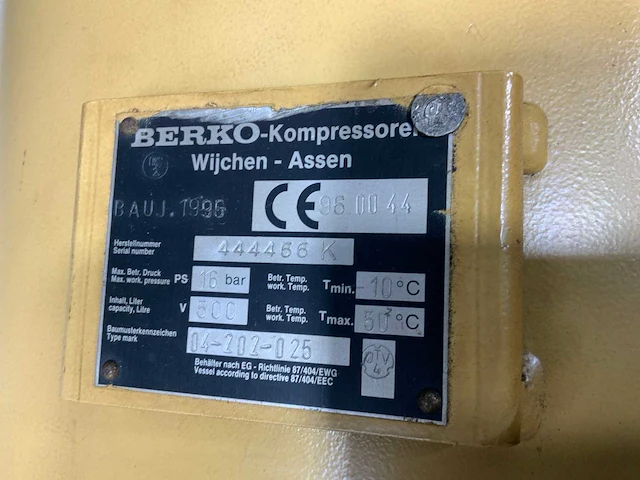 BERKO-Kompressoren
Wijchen - Assen
BAUJ. 1996
CE 96 00 44
Herstellnummer
Serial number
444466 K
Max. Betr. Druck
Max. work. pressure
PS 16 bar
Betr. Temp.
work. Temp.
Tmin. -10 °C
Inhalt, Liter
capacity, Litre
V 500
Betr. Temp.
work. Temp.
Tmax. 50 °C
Baumusterkennzeichen
Type mark
04-202-025
Behälter nach EG - Richtlinie 87/404/EWG
Vessel according to directive 87/404/EEC